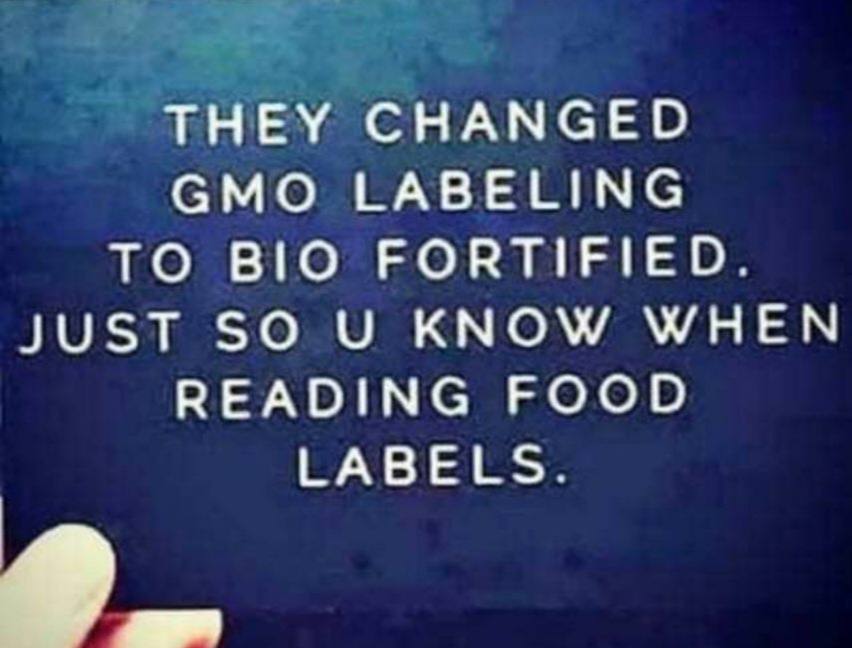 THEY CHANGED
GMO LABELING
TO BIO FORTIFIED.
JUST SO U KNOW WHEN
READING FOOD
LABELS.